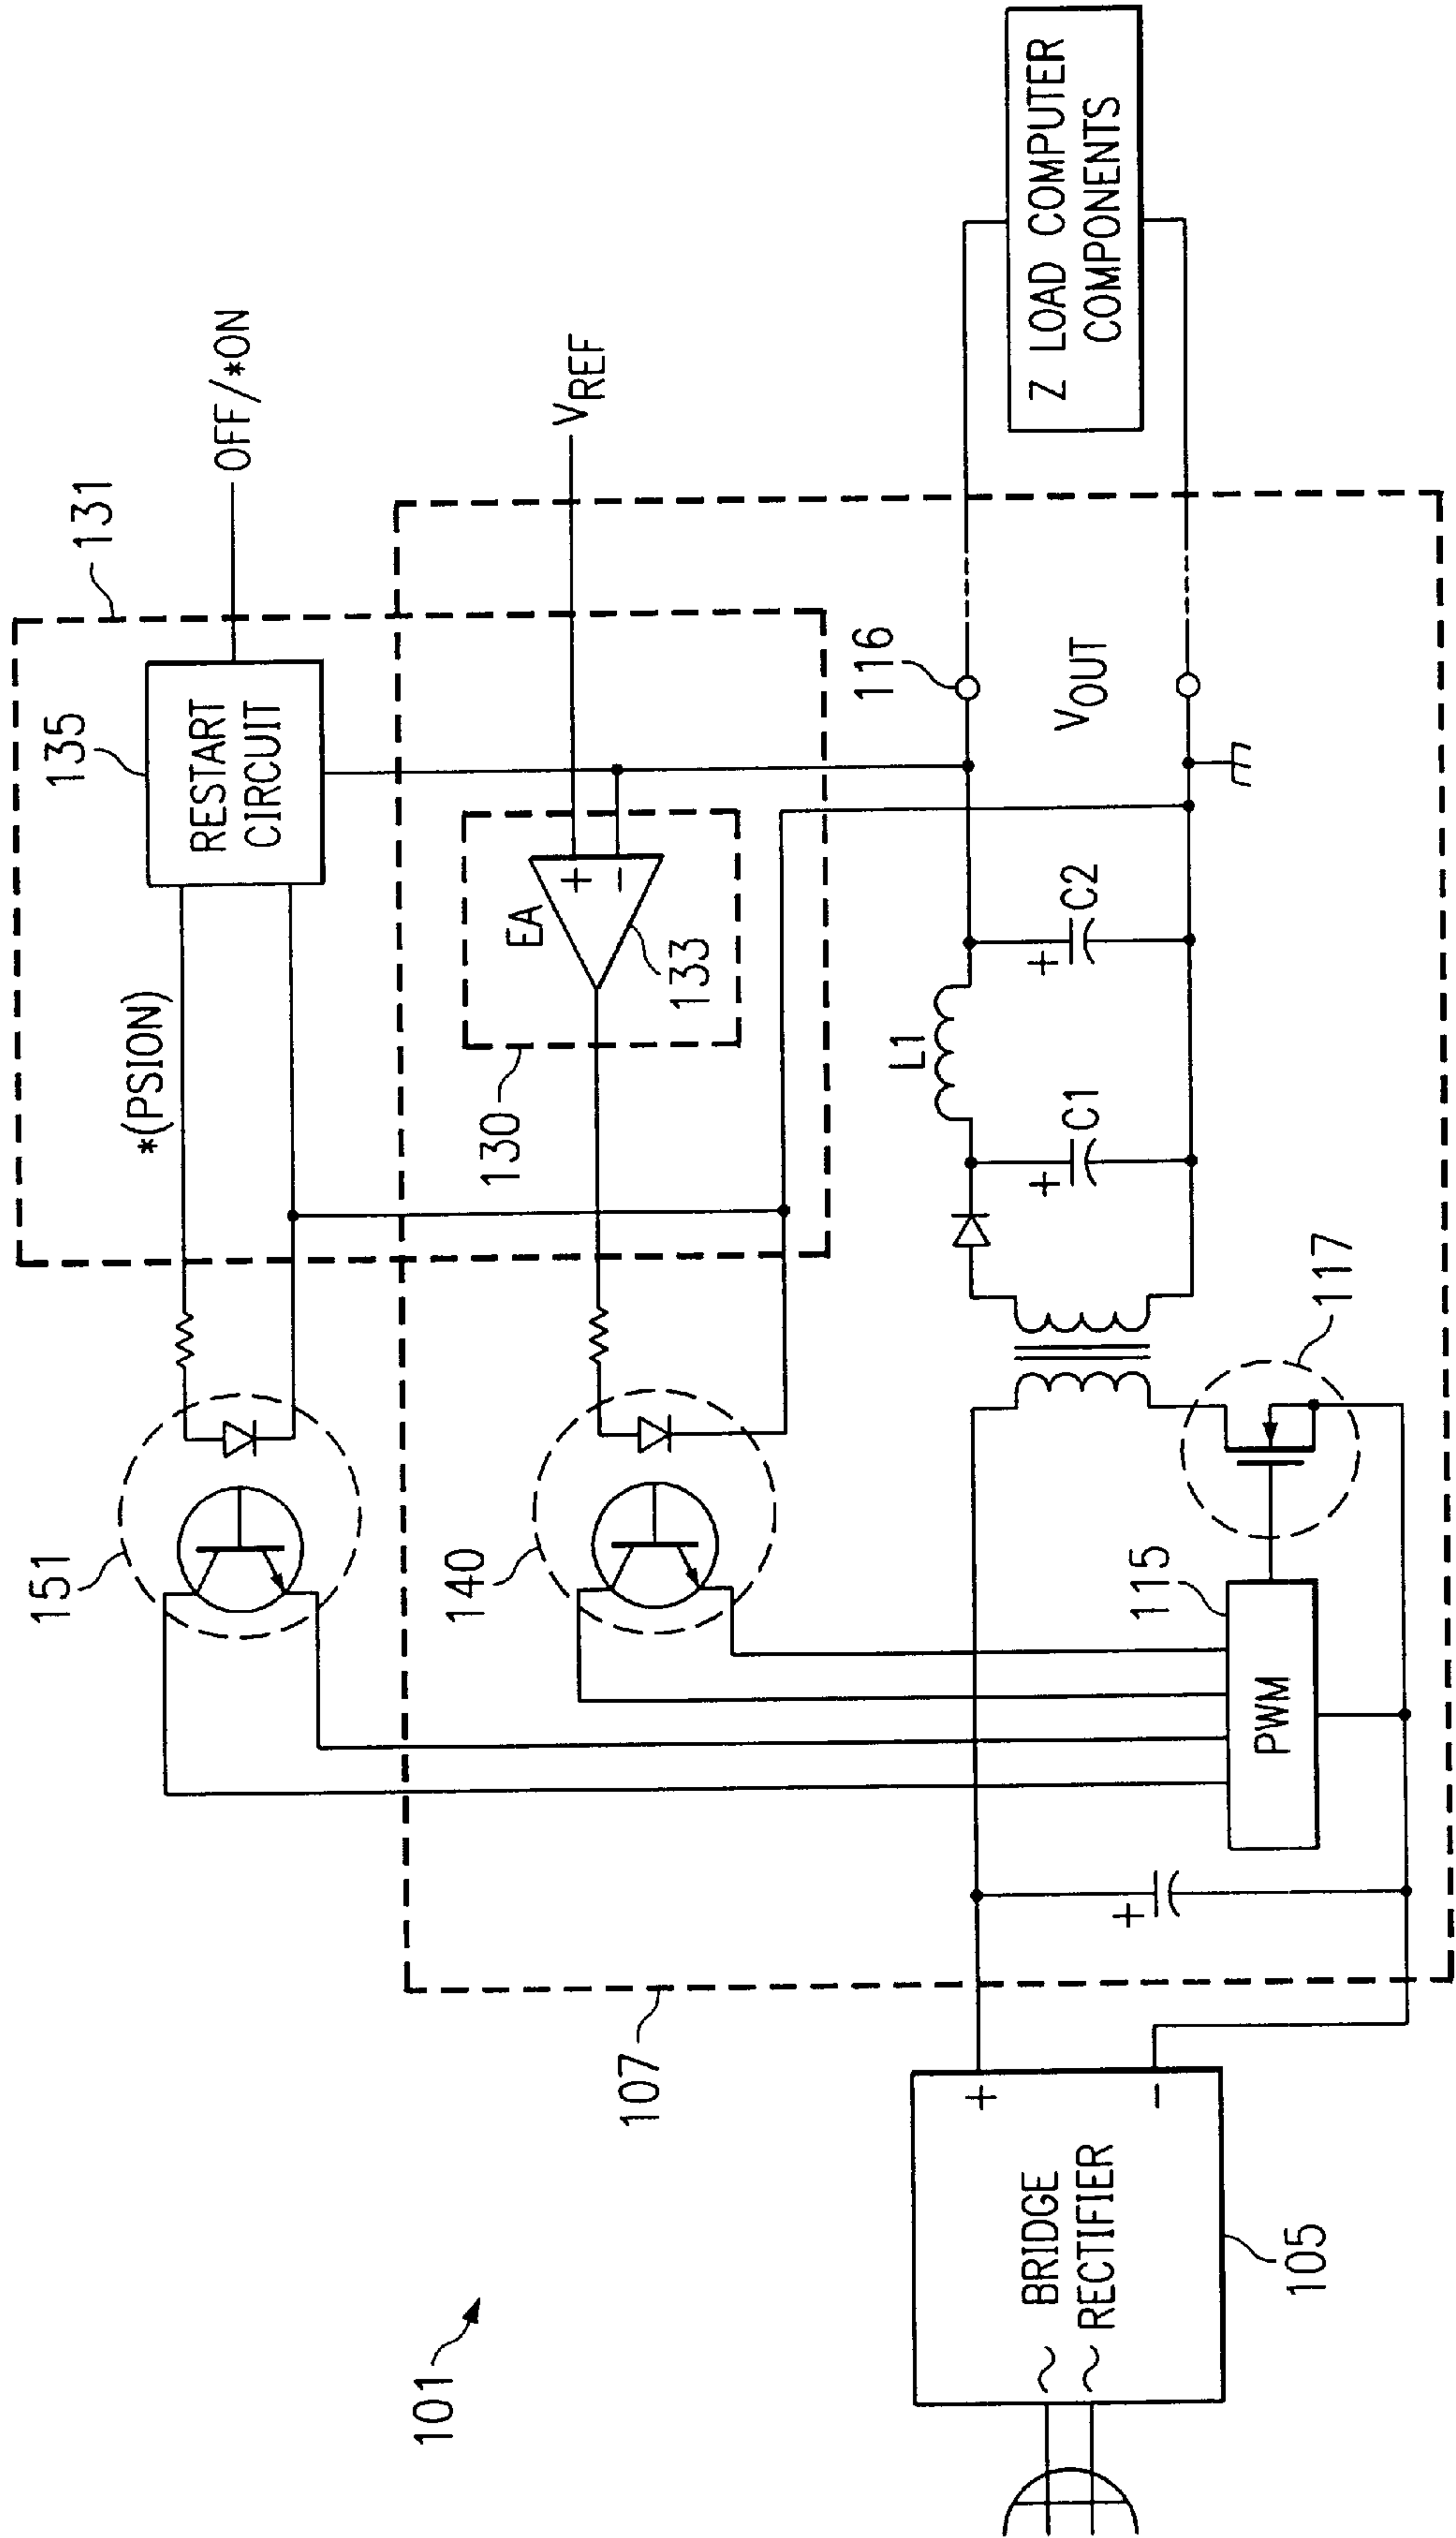 131
135
RESTART
CIRCUIT
OFF/*ON
*(PSION)
151
VREF
EA
+
−
133
130
140
116
VOUT
L1
+
C1
+
C2
Z LOAD COMPUTER
COMPONENTS
117
115
PWM
+
107
101
+
−
~ BRIDGE
~ RECTIFIER
105